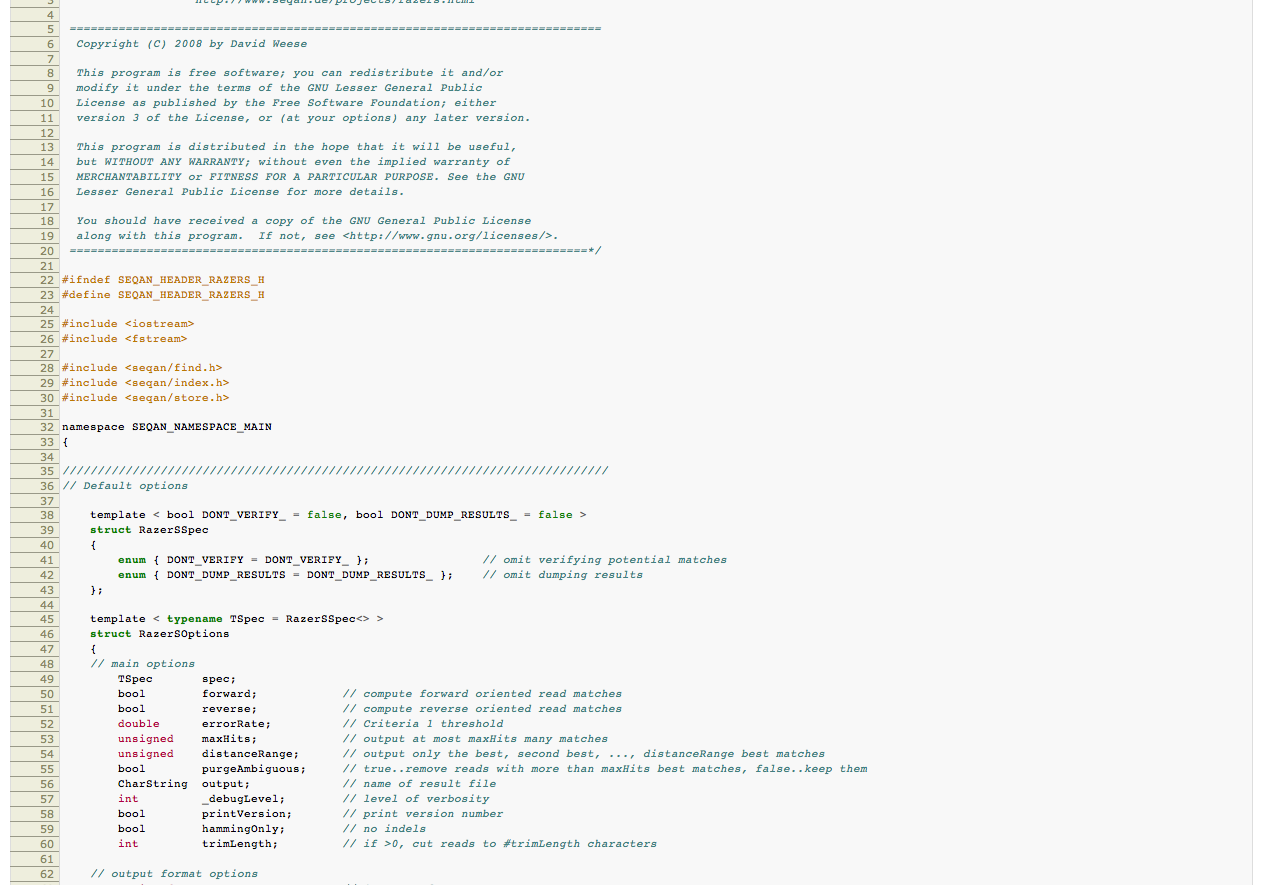 3 http://www.seqan.de/projects/razers.html
4
5 ============================================================================
6 Copyright (C) 2008 by David Weese
7
8 This program is free software; you can redistribute it and/or
9 modify it under the terms of the GNU Lesser General Public
10 License as published by the Free Software Foundation; either
11 version 3 of the License, or (at your options) any later version.
12
13 This program is distributed in the hope that it will be useful,
14 but WITHOUT ANY WARRANTY; without even the implied warranty of
15 MERCHANTABILITY or FITNESS FOR A PARTICULAR PURPOSE. See the GNU
16 Lesser General Public License for more details.
17
18 You should have received a copy of the GNU General Public License
19 along with this program.  If not, see <http://www.gnu.org/licenses/>.
20 ==========================================================================*/
21
22 #ifndef SEQAN_HEADER_RAZERS_H
23 #define SEQAN_HEADER_RAZERS_H
24
25 #include <iostream>
26 #include <fstream>
27
28 #include <seqan/find.h>
29 #include <seqan/index.h>
30 #include <seqan/store.h>
31
32 namespace SEQAN_NAMESPACE_MAIN
33 {
34
35 //////////////////////////////////////////////////////////////////////////////
36 // Default options
37
38     template < bool DONT_VERIFY_ = false, bool DONT_DUMP_RESULTS_ = false >
39     struct RazerSSpec
40     {
41         enum { DONT_VERIFY = DONT_VERIFY_ };                // omit verifying potential matches
42         enum { DONT_DUMP_RESULTS = DONT_DUMP_RESULTS_ };    // omit dumping results
43     };
44
45     template < typename TSpec = RazerSSpec<> >
46     struct RazerSOptions
47     {
48     // main options
49         TSpec       spec;
50         bool        forward;            // compute forward oriented read matches
51         bool        reverse;            // compute reverse oriented read matches
52         double      errorRate;          // Criteria 1 threshold
53         unsigned    maxHits;            // output at most maxHits many matches
54         unsigned    distanceRange;      // output only the best, second best, ..., distanceRange best matches
55         bool        purgeAmbiguous;     // true..remove reads with more than maxHits best matches, false..keep them
56         CharString  output;             // name of result file
57         int         _debugLevel;        // level of verbosity
58         bool        printVersion;       // print version number
59         bool        hammingOnly;        // no indels
60         int         trimLength;         // if >0, cut reads to #trimLength characters
61
62     // output format options